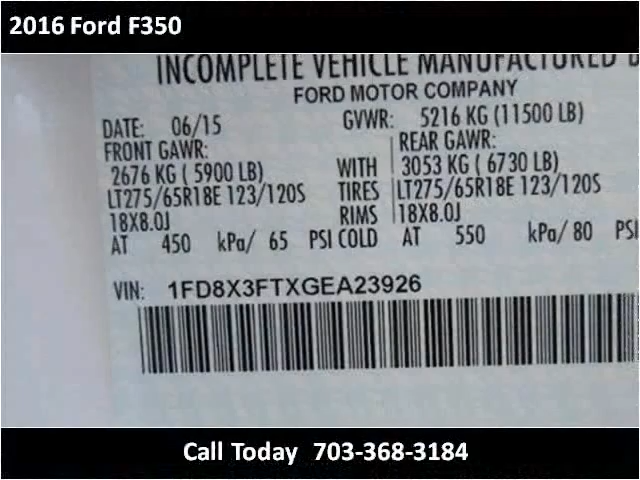 2016 Ford F350
INCOMPLETE VEHICLE MANUFACTURED
FORD MOTOR COMPANY
DATE: 06/15 GVWR: 5216 KG (11500 LB)
FRONT GAWR: REAR GAWR:
2676 KG ( 5900 LB) WITH 3053 KG ( 6730 LB)
LT275/65R18E 123/120S TIRES LT275/65R18E 123/120S
18X8.0J RIMS 18X8.0J
AT 450 kPa/ 65 PSI COLD AT 550 kPa/ 80 PSI
VIN: 1FD8X3FTXGEA23926
Call Today 703-368-3184